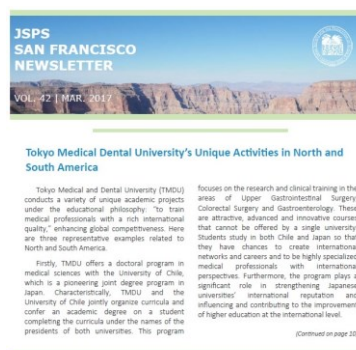 JSPS
SAN FRANCISCO
NEWSLETTER
VOL. 42 | MAR. 2017
Tokyo Medical Dental University's Unique Activities in North and
South America
Tokyo Medical and Dental University (TMDU)
conducts a variety of unique academic projects
under the educational philosophy: "to train
medical professionals with a rich international
quality," enhancing global competitiveness. Here
are three representative examples related to
North and South America.
Firstly, TMDU offers a doctoral program in
medical sciences with the University of Chile,
which is a pioneering joint degree program in
Japan. Characteristically, TMDU and the
University of Chile jointly organize curricula and
confer an academic degree on a student
completing the curricula under the names of the
presidents of both universities. This program
focuses on the research and clinical training in the
areas of Upper Gastrointestinal Surgery,
Colorectal Surgery and Gastroenterology. These
are attractive, advanced and innovative courses
that cannot be offered by a single university.
Students study in both Chile and Japan so that
they have chances to create international
networks and careers and to be highly specialized
medical professionals with international
perspectives. Furthermore, the program plays a
significant role in strengthening Japanese
universities' international reputation and
influencing and contributing to the improvement
of higher education at the international level.
(Continued on page 10)